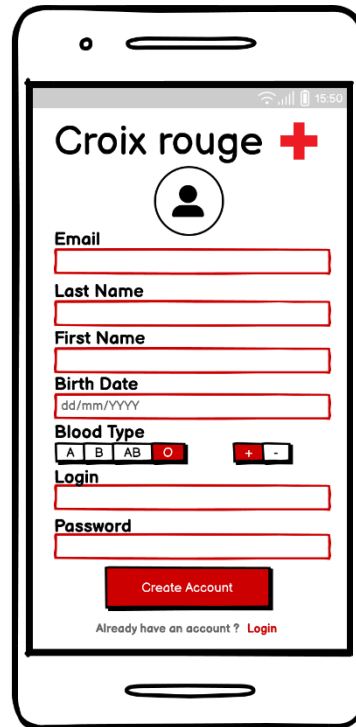 15:50
Croix rouge
Email
Last Name
First Name
Birth Date
dd/mm/YYYY
Blood Type
A B AB O + -
Login
Password
Create Account
Already have an account ? Login